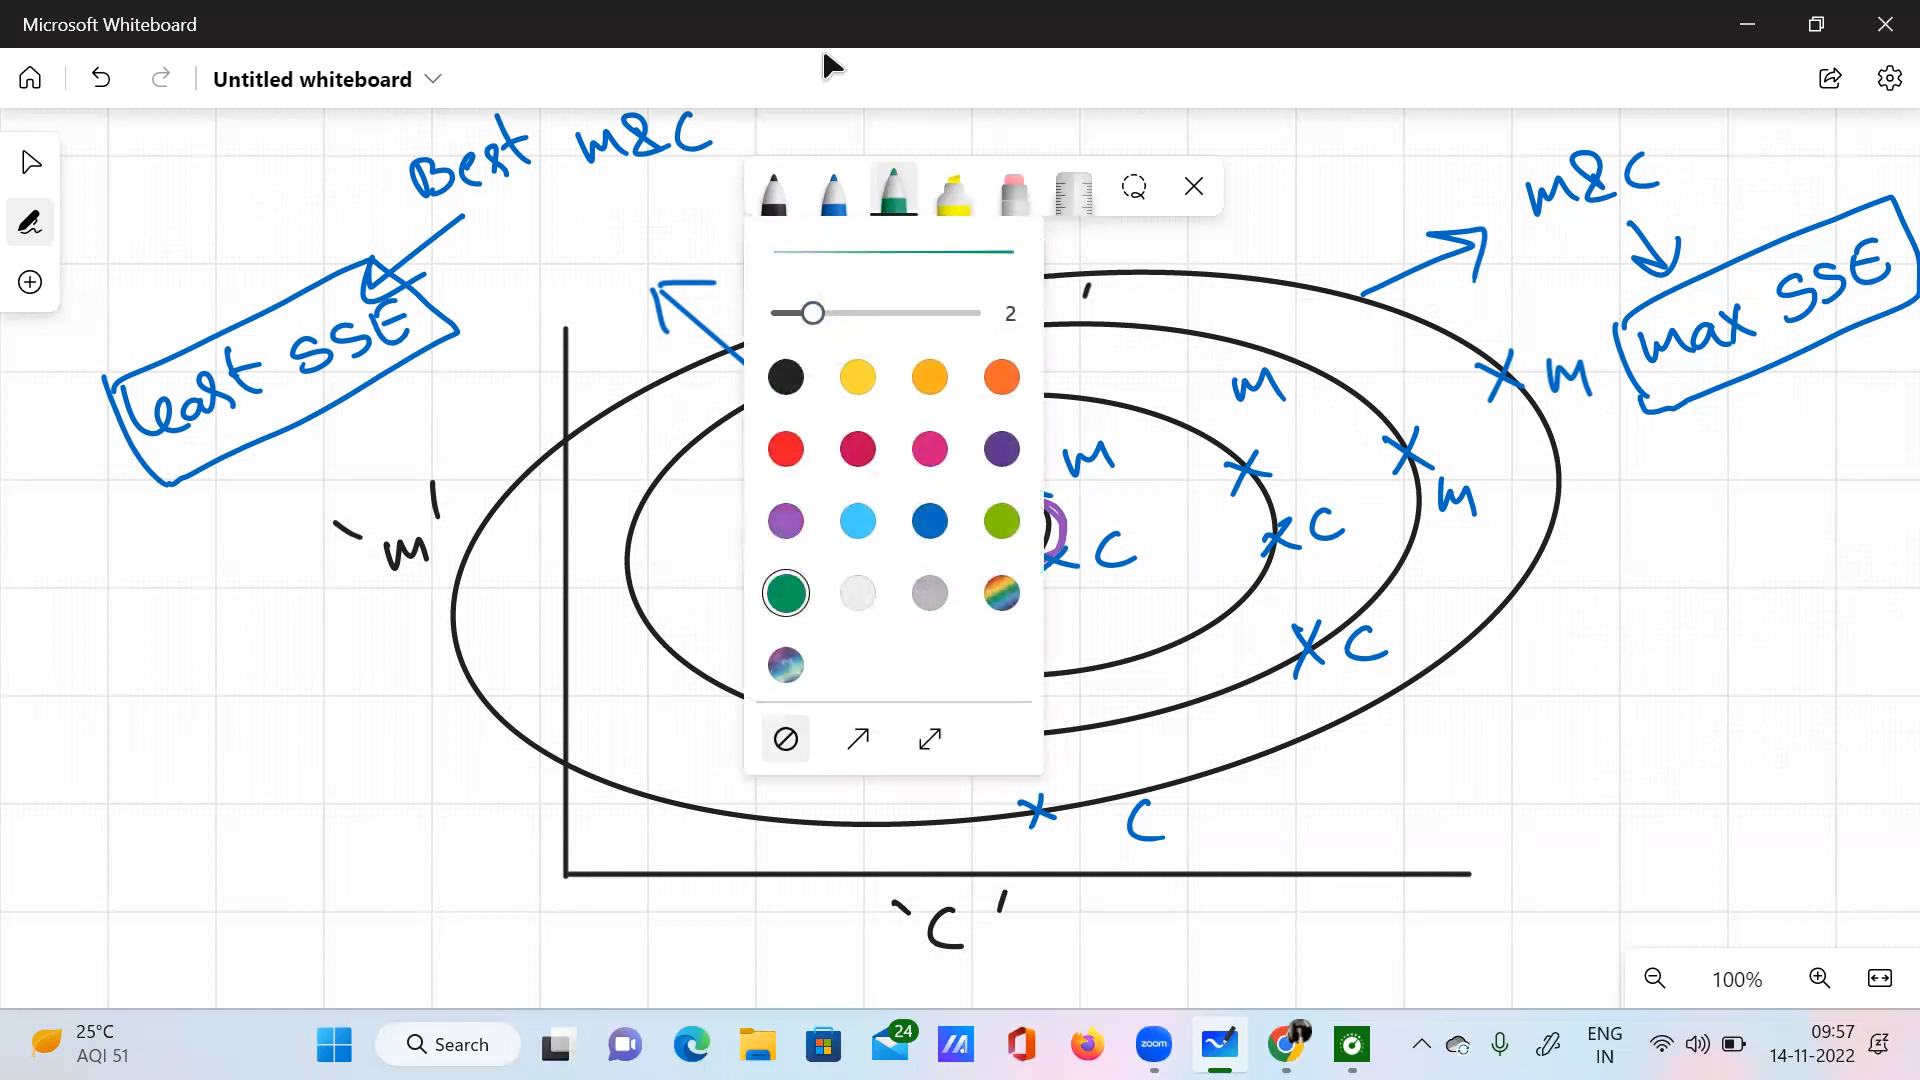 Microsoft Whiteboard
Untitled whiteboard
Best m&C
m&C
least SSE
max SSE
2
m
m
m
m
C
C
C
C
'm'
'C'
100%
25°C
AQI 51
Search
24
zoom
ENG
IN
09:57
14-11-2022